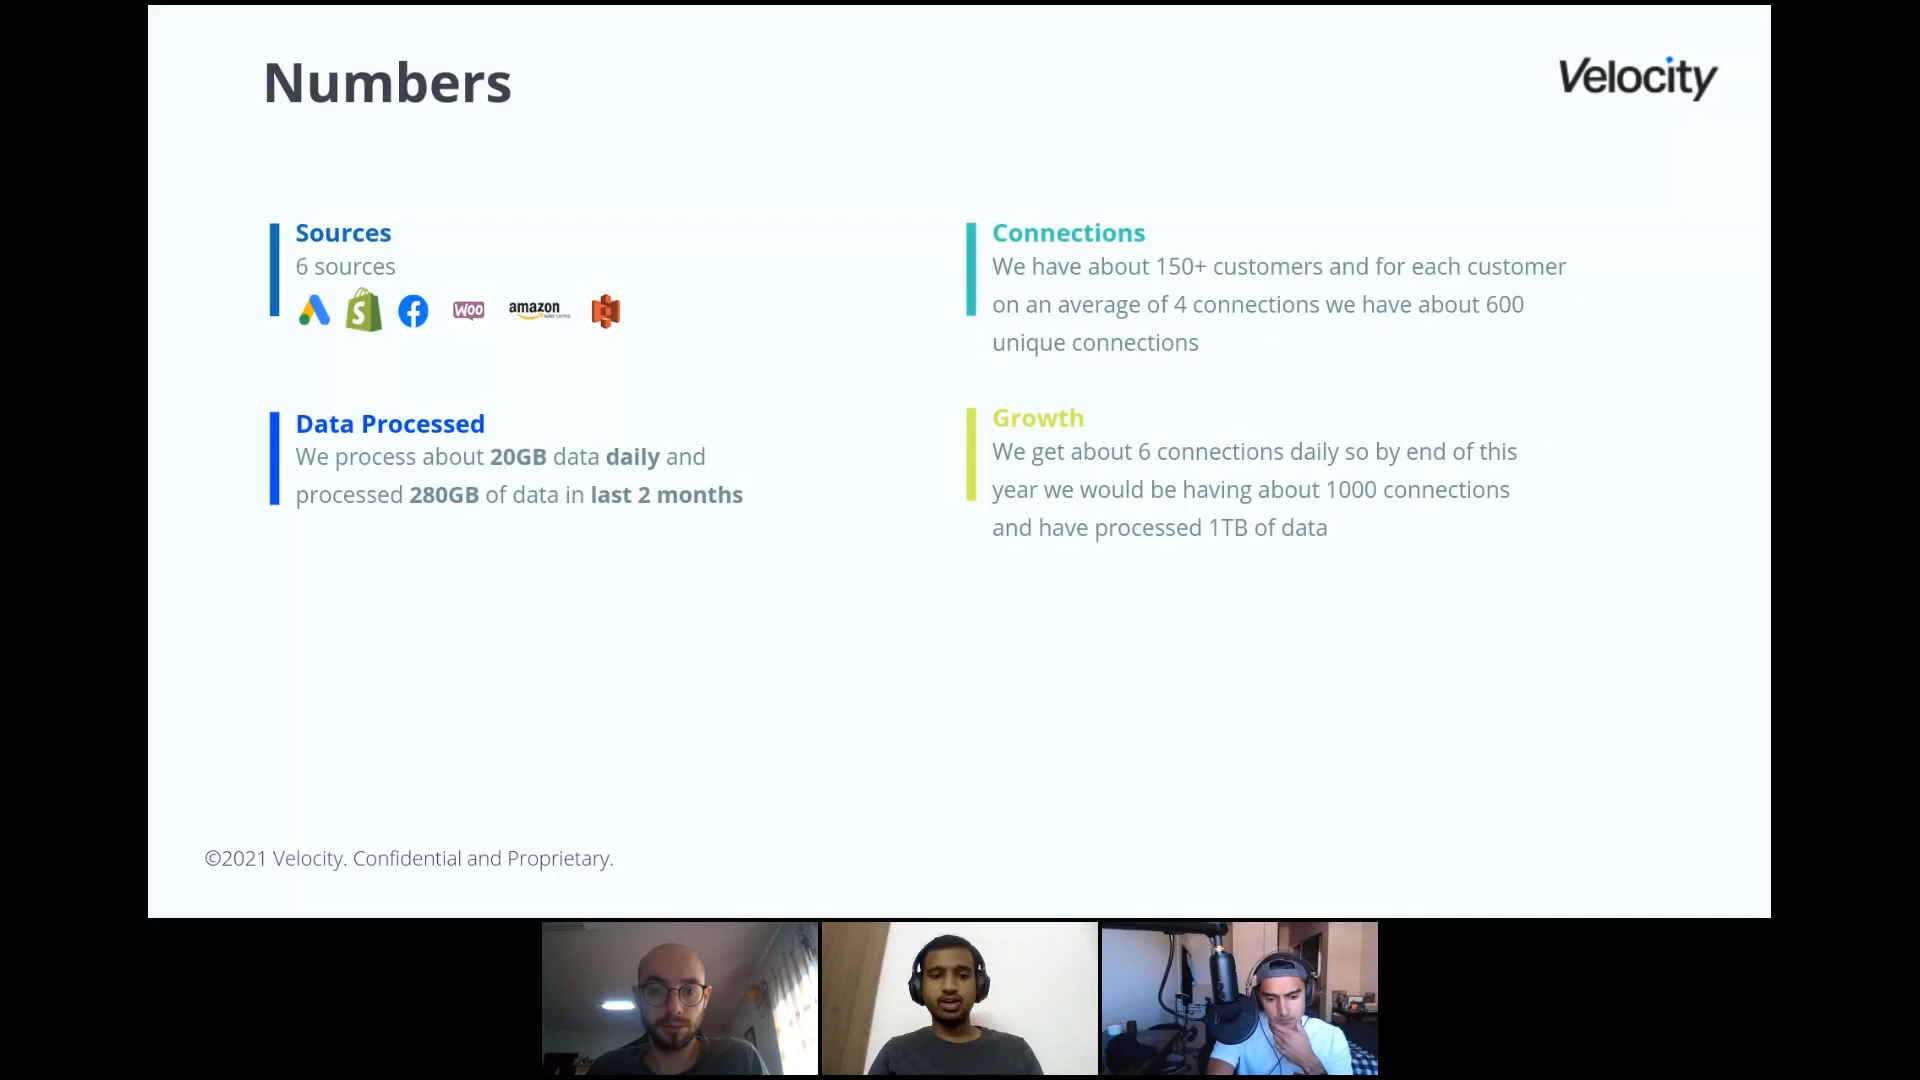 Numbers
Velocity
Sources
6 sources
WOO
amazon
Data Processed
We process about 20GB data daily and
processed 280GB of data in last 2 months
Connections
We have about 150+ customers and for each customer
on an average of 4 connections we have about 600
unique connections
Growth
We get about 6 connections daily so by end of this
year we would be having about 1000 connections
and have processed 1TB of data
©2021 Velocity. Confidential and Proprietary.